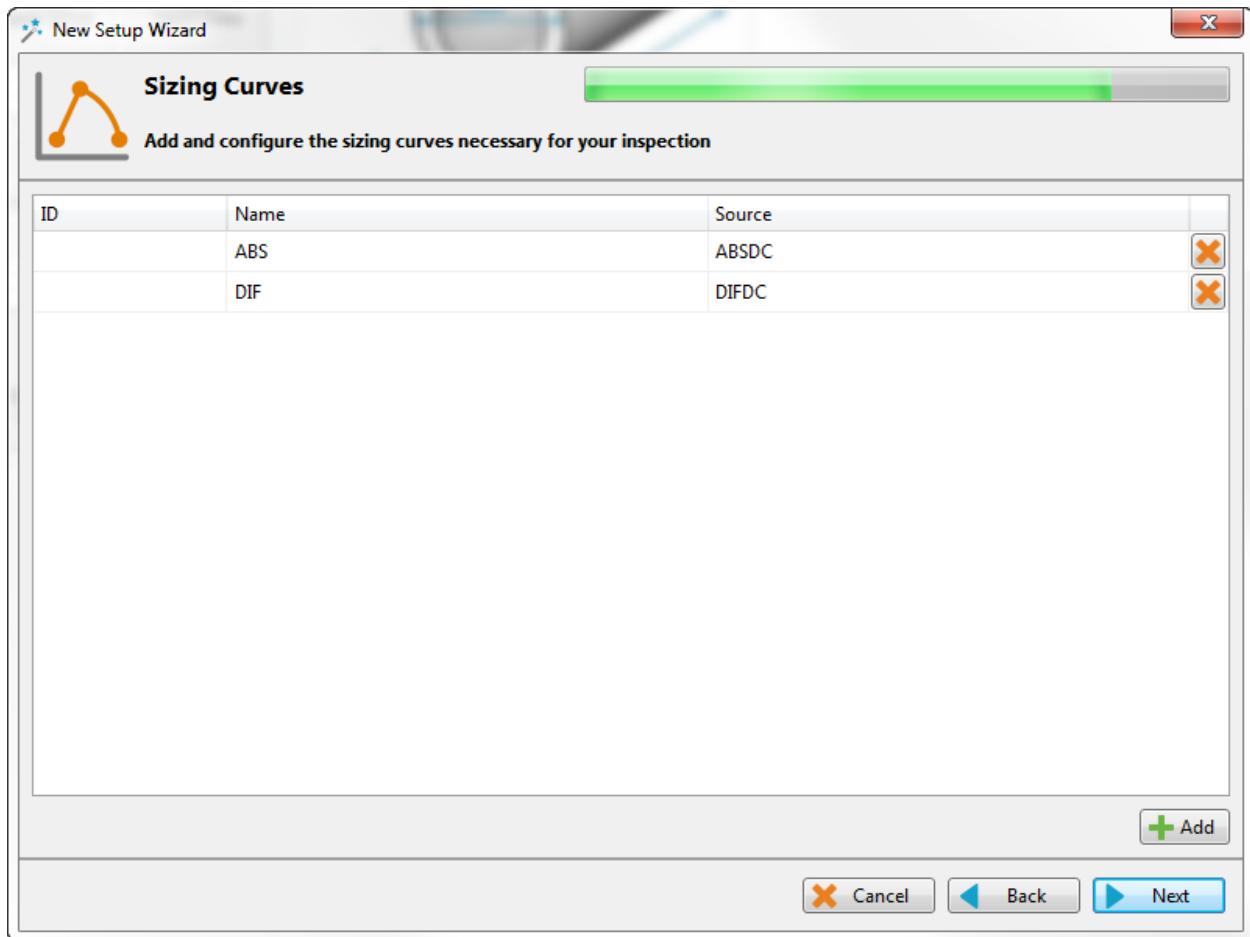 New Setup Wizard
Sizing Curves
Add and configure the sizing curves necessary for your inspection
ID Name Source
ABS ABSDC
DIF DIFDC
Add
Cancel Back Next